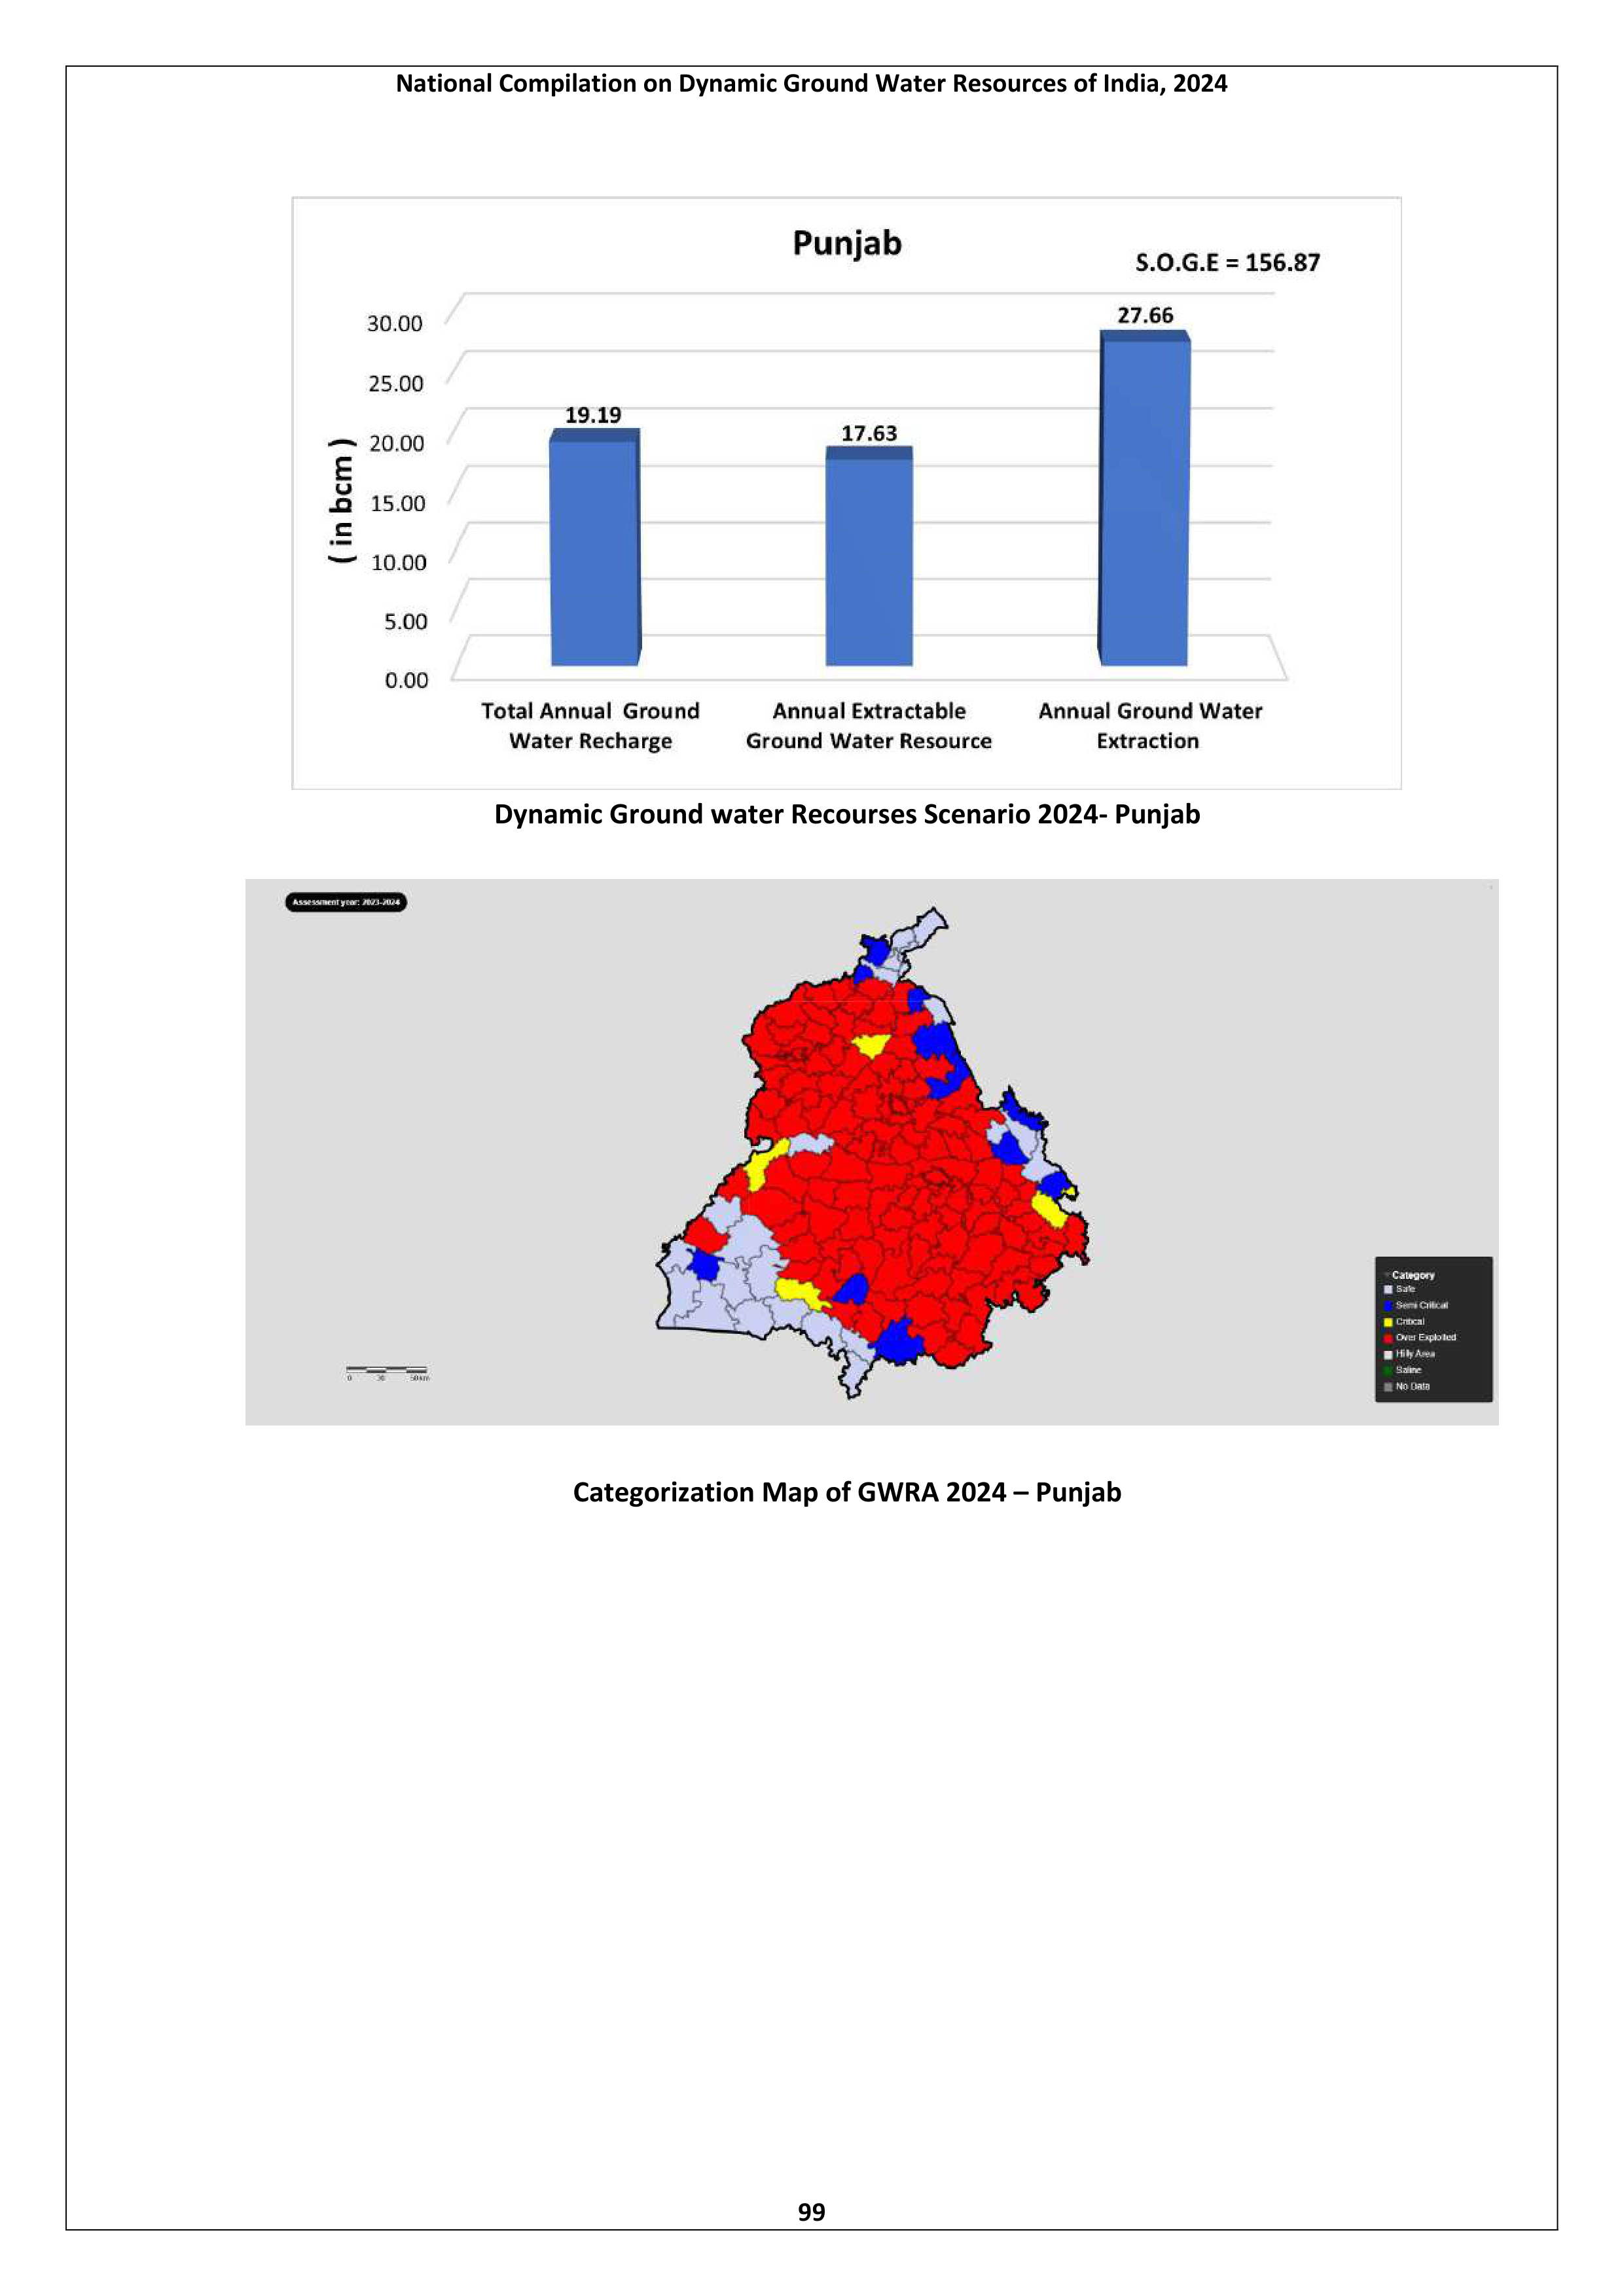 National Compilation on Dynamic Ground Water Resources of India, 2024
Punjab
S.O.G.E = 156.87
( in bcm )
30.00
25.00
20.00
15.00
10.00
5.00
0.00
19.19
17.63
27.66
Total Annual Ground
Water Recharge
Annual Extractable
Ground Water Resource
Annual Ground Water
Extraction
Dynamic Ground water Recourses Scenario 2024- Punjab
Assessment year: 2023-2024
Category
Safe
Semi Critical
Critical
Over Exploited
Hilly Area
Saline
No Data
0 30 50 km
Categorization Map of GWRA 2024 – Punjab
99